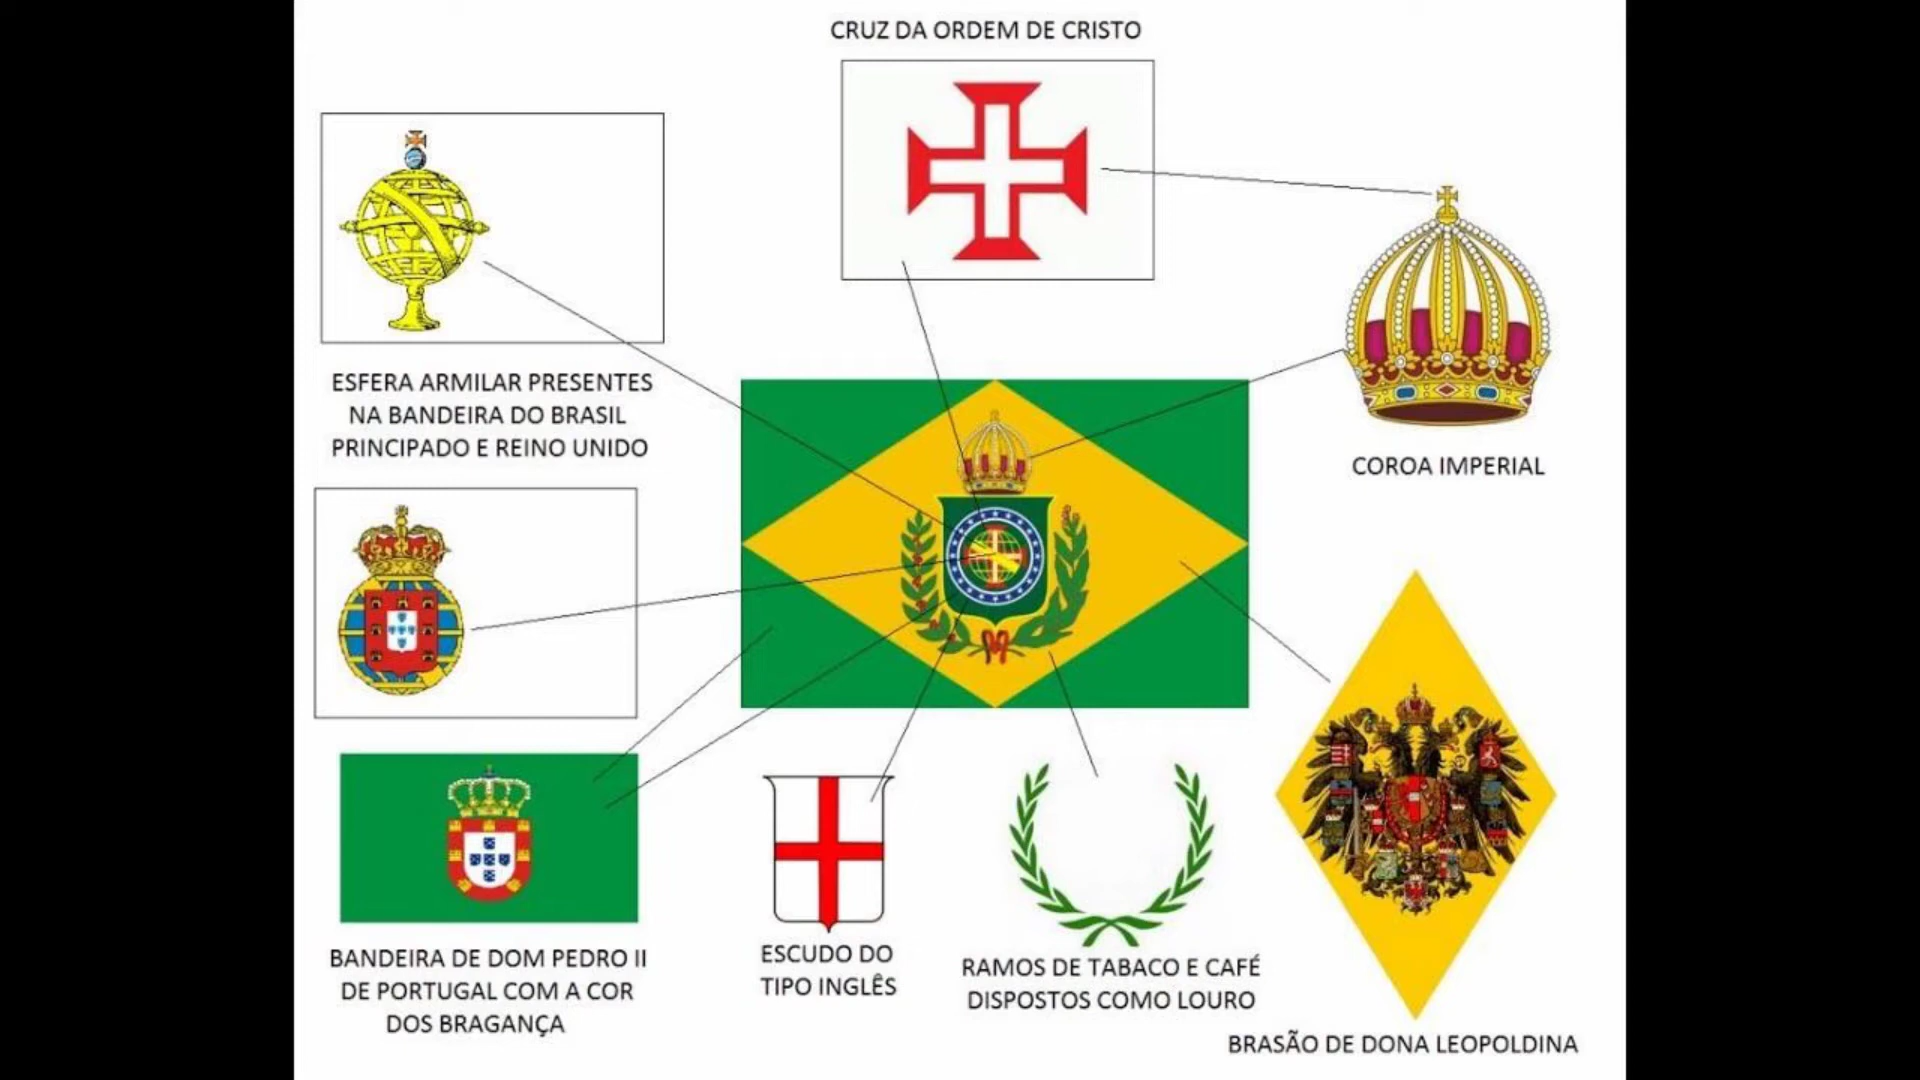 CRUZ DA ORDEM DE CRISTO
ESFERA ARMILAR PRESENTES
NA BANDEIRA DO BRASIL
PRINCIPADO E REINO UNIDO
COROA IMPERIAL
BANDEIRA DE DOM PEDRO II
DE PORTUGAL COM A COR
DOS BRAGANÇA
ESCUDO DO
TIPO INGLÊS
RAMOS DE TABACO E CAFÉ
DISPOSTOS COMO LOURO
BRASÃO DE DONA LEOPOLDINA